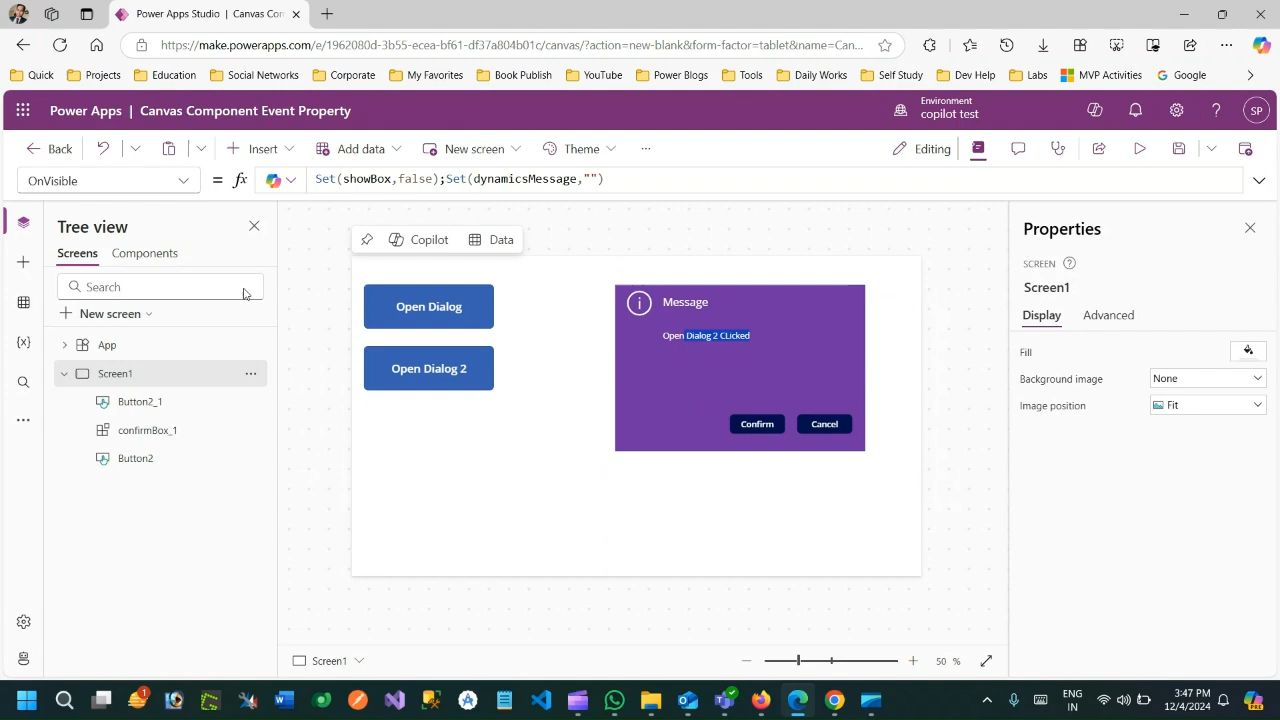 Power Apps Studio | Canvas Con
https://make.powerapps.com/e/1962080d-3b55-ecea-bf61-df37a804b01c/canvas/?action=new-blank&form-factor=tablet&name=Can...
Quick
Projects
Education
Social Networks
Corporate
My Favorites
Book Publish
YouTube
Power Blogs
Tools
Daily Works
Self Study
Dev Help
Labs
MVP Activities
Google
Power Apps | Canvas Component Event Property
Environment
copilot test
SP
Back
Insert
Add data
New screen
Theme
Editing
OnVisible
= fx
Set(showBox,false);Set(dynamicsMessage,"")
Tree view
Screens
Components
Search
New screen
App
Screen1
Button2_1
confirmBox_1
Button2
Copilot
Data
Open Dialog
Open Dialog 2
Message
Open Dialog 2 CLicked
Confirm
Cancel
Properties
SCREEN
Screen1
Display
Advanced
Fill
Background image
None
Image position
Fit
Screen1
50 %
1
ENG
IN
3:47 PM
12/4/2024